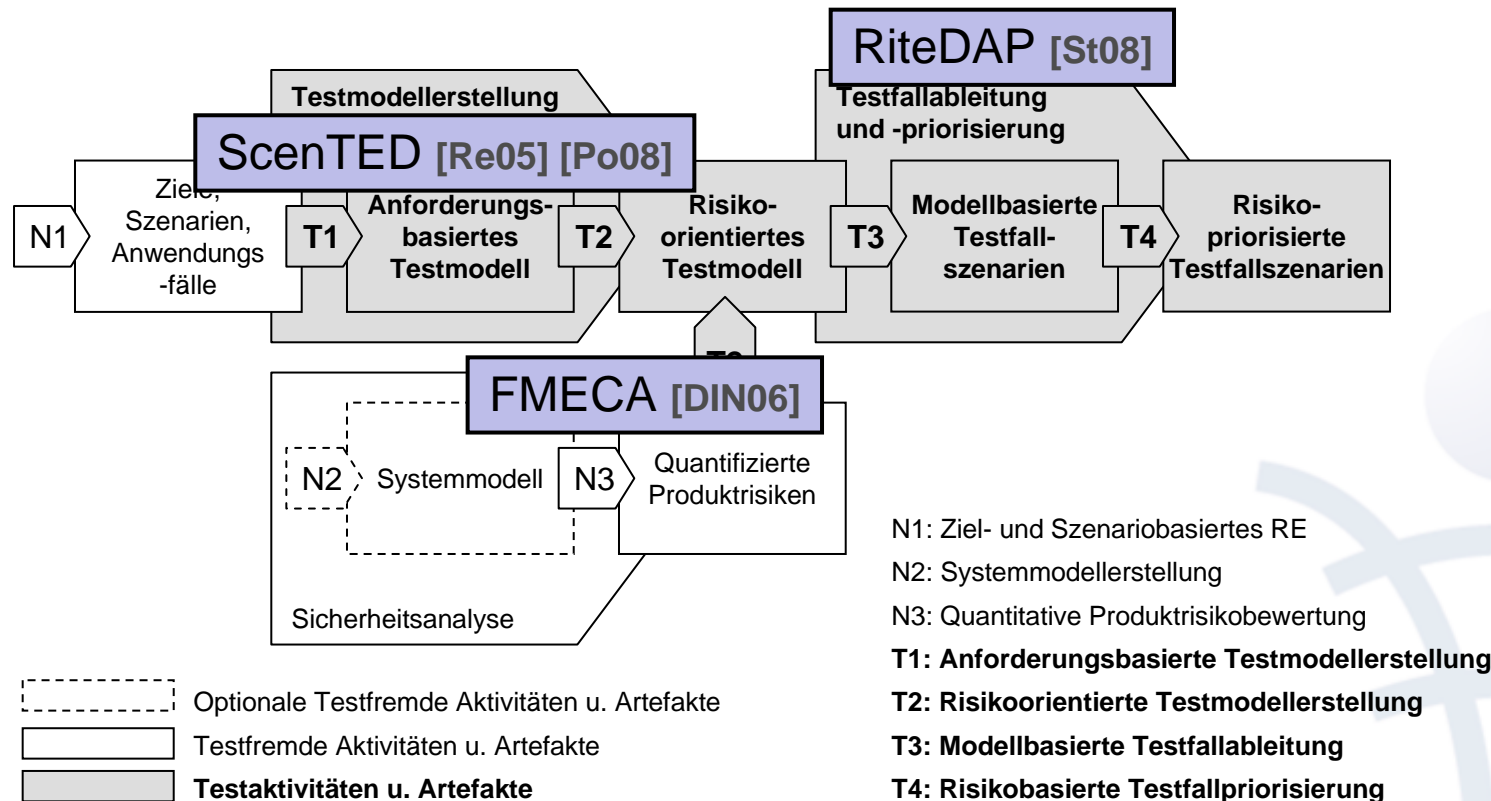 RiteDAP [St08]
Testmodellerstellung
Testfallableitung
und -priorisierung
ScenTED [Re05] [Po08]
N1
Ziele,
Szenarien,
Anwendungs
-fälle
T1
Anforderungs-
basiertes
Testmodell
T2
Risiko-
orientiertes
Testmodell
T3
Modellbasierte
Testfall-
szenarien
T4
Risiko-
priorisierte
Testfallszenarien
FMECA [DIN06]
N2
Systemmodell
N3
Quantifizierte
Produktrisiken
Sicherheitsanalyse
N1: Ziel- und Szenariobasiertes RE
N2: Systemmodellerstellung
N3: Quantitative Produktrisikobewertung
T1: Anforderungsbasierte Testmodellerstellung
T2: Risikoorientierte Testmodellerstellung
T3: Modellbasierte Testfallableitung
T4: Risikobasierte Testfallpriorisierung
Optionale Testfremde Aktivitäten u. Artefakte
Testfremde Aktivitäten u. Artefakte
Testaktivitäten u. Artefakte